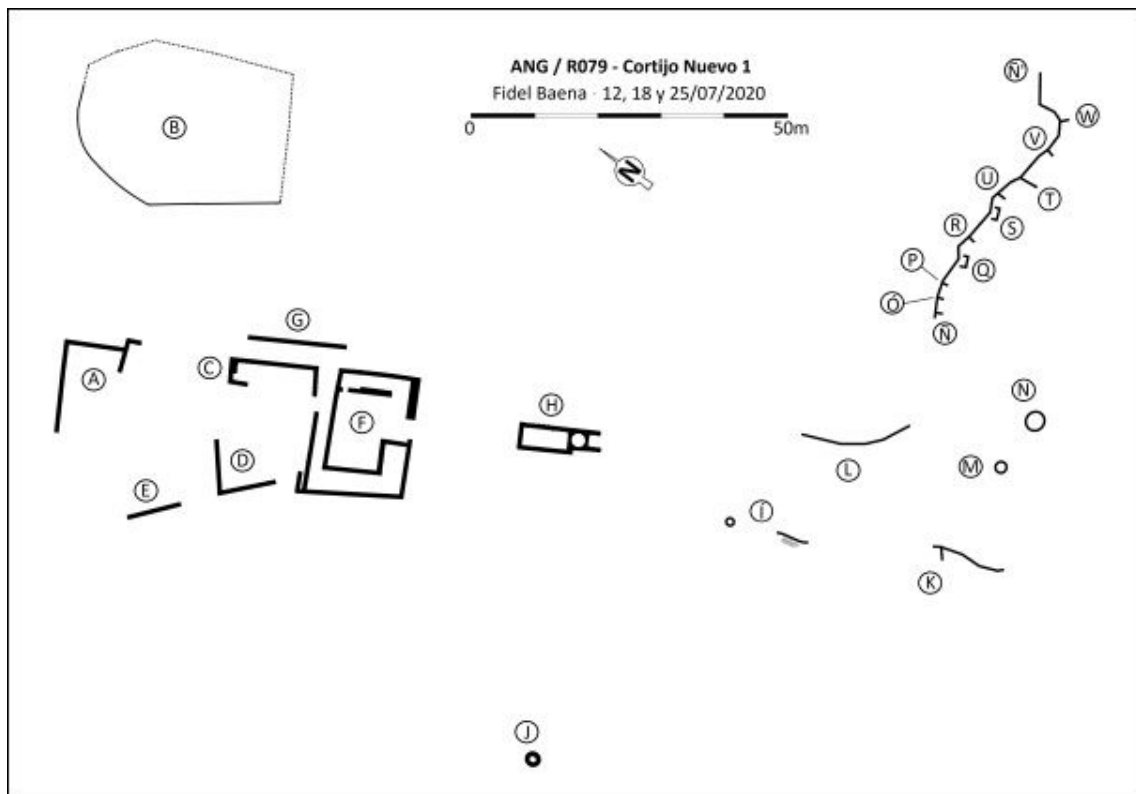 ANG / R079 - Cortijo Nuevo 1
Fidel Baena · 12, 18 y 25/07/2020
0 50m
N
Ñ'
W
B
V
U
T
R
S
P
Q
Ó
Ñ
G
C
A
F
H
N
D
L
M
E
Í
K
J